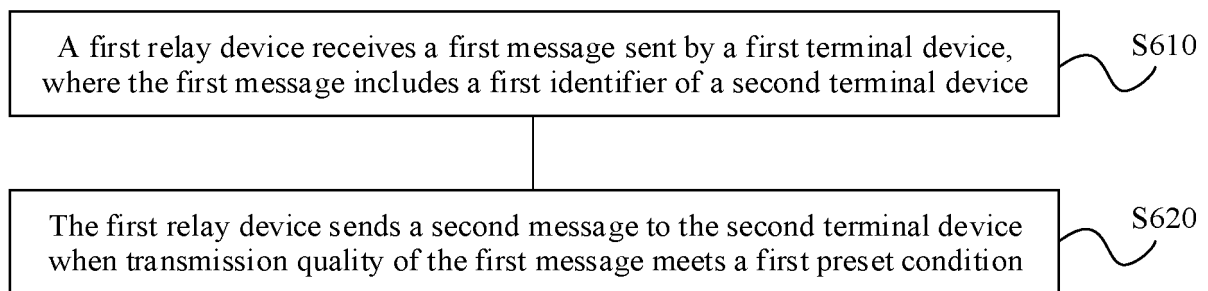 A first relay device receives a first message sent by a first terminal device,
where the first message includes a first identifier of a second terminal device
S610
The first relay device sends a second message to the second terminal device
when transmission quality of the first message meets a first preset condition
S620